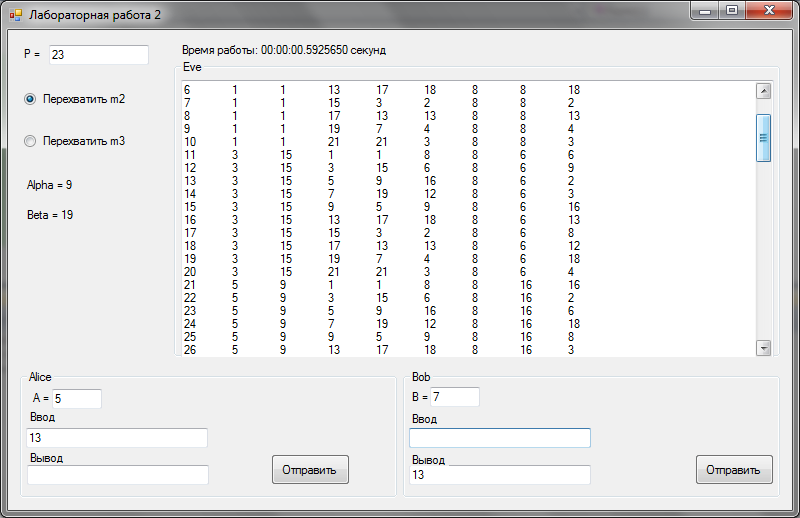 Лабораторная работа 2
P = 23
Время работы: 00:00:00.5925650 секунд
Перехватить m2
Перехватить m3
Alpha = 9
Beta = 19
Eve
6 1 1 13 17 18 8 8 18
7 1 1 15 3 2 8 8 2
8 1 1 17 13 13 8 8 13
9 1 1 19 7 4 8 8 4
10 1 1 21 21 3 8 8 3
11 3 15 1 1 8 8 6 6
12 3 15 3 15 6 8 6 9
13 3 15 5 9 16 8 6 2
14 3 15 7 19 12 8 6 3
15 3 15 9 5 9 8 6 16
16 3 15 13 17 18 8 6 13
17 3 15 15 3 2 8 6 8
18 3 15 17 13 13 8 6 12
19 3 15 19 7 4 8 6 18
20 3 15 21 21 3 8 6 4
21 5 9 1 1 8 8 16 16
22 5 9 3 15 6 8 16 2
23 5 9 5 9 16 8 16 6
24 5 9 7 19 12 8 16 18
25 5 9 9 5 9 8 16 8
26 5 9 13 17 18 8 16 3
Alice
A = 5
Ввод
13
Вывод
Отправить
Bob
B = 7
Ввод
Вывод
13
Отправить